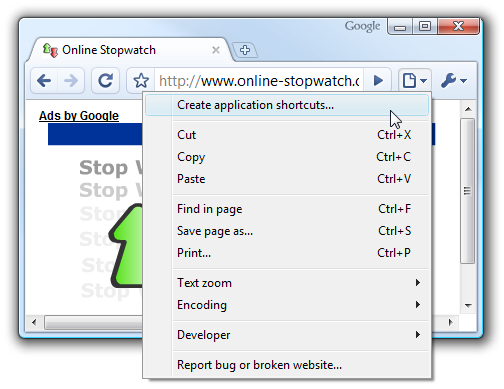 Google
Online Stopwatch
http://www.online-stopwatch.c
Create application shortcuts...
Ads by Google
Cut Ctrl+X
Copy Ctrl+C
Paste Ctrl+V
Find in page Ctrl+F
Save page as... Ctrl+S
Print... Ctrl+P
Text zoom
Encoding
Developer
Report bug or broken website...
Stop W
Stop W
Stop
Stop
Stop
Stop